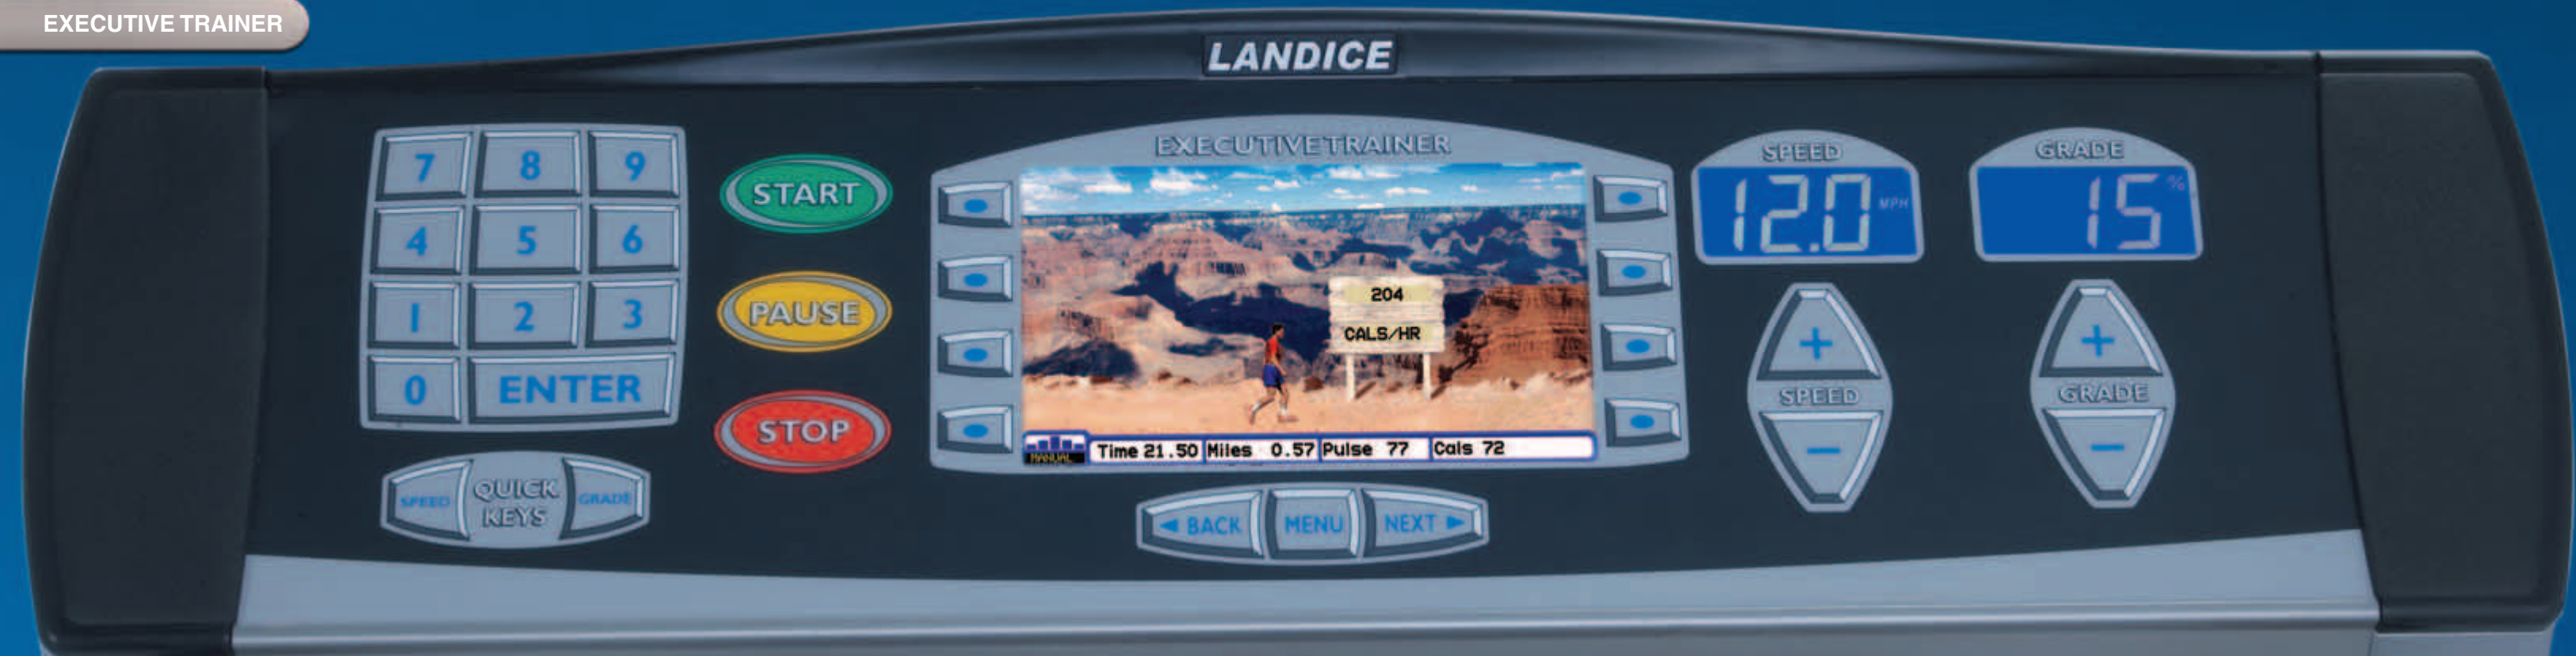 EXECUTIVE TRAINER
LANDICE
7 8 9
4 5 6
1 2 3
0 ENTER
SPEED QUICK KEYS GRADE
START
PAUSE
STOP
EXECUTIVE TRAINER
204
CALS/HR
MANUAL
Time 21.50 Miles 0.57 Pulse 77 Cals 72
◄ BACK MENU NEXT ►
SPEED
12.0 MPH
+
SPEED
−
GRADE
15 %
+
GRADE
−